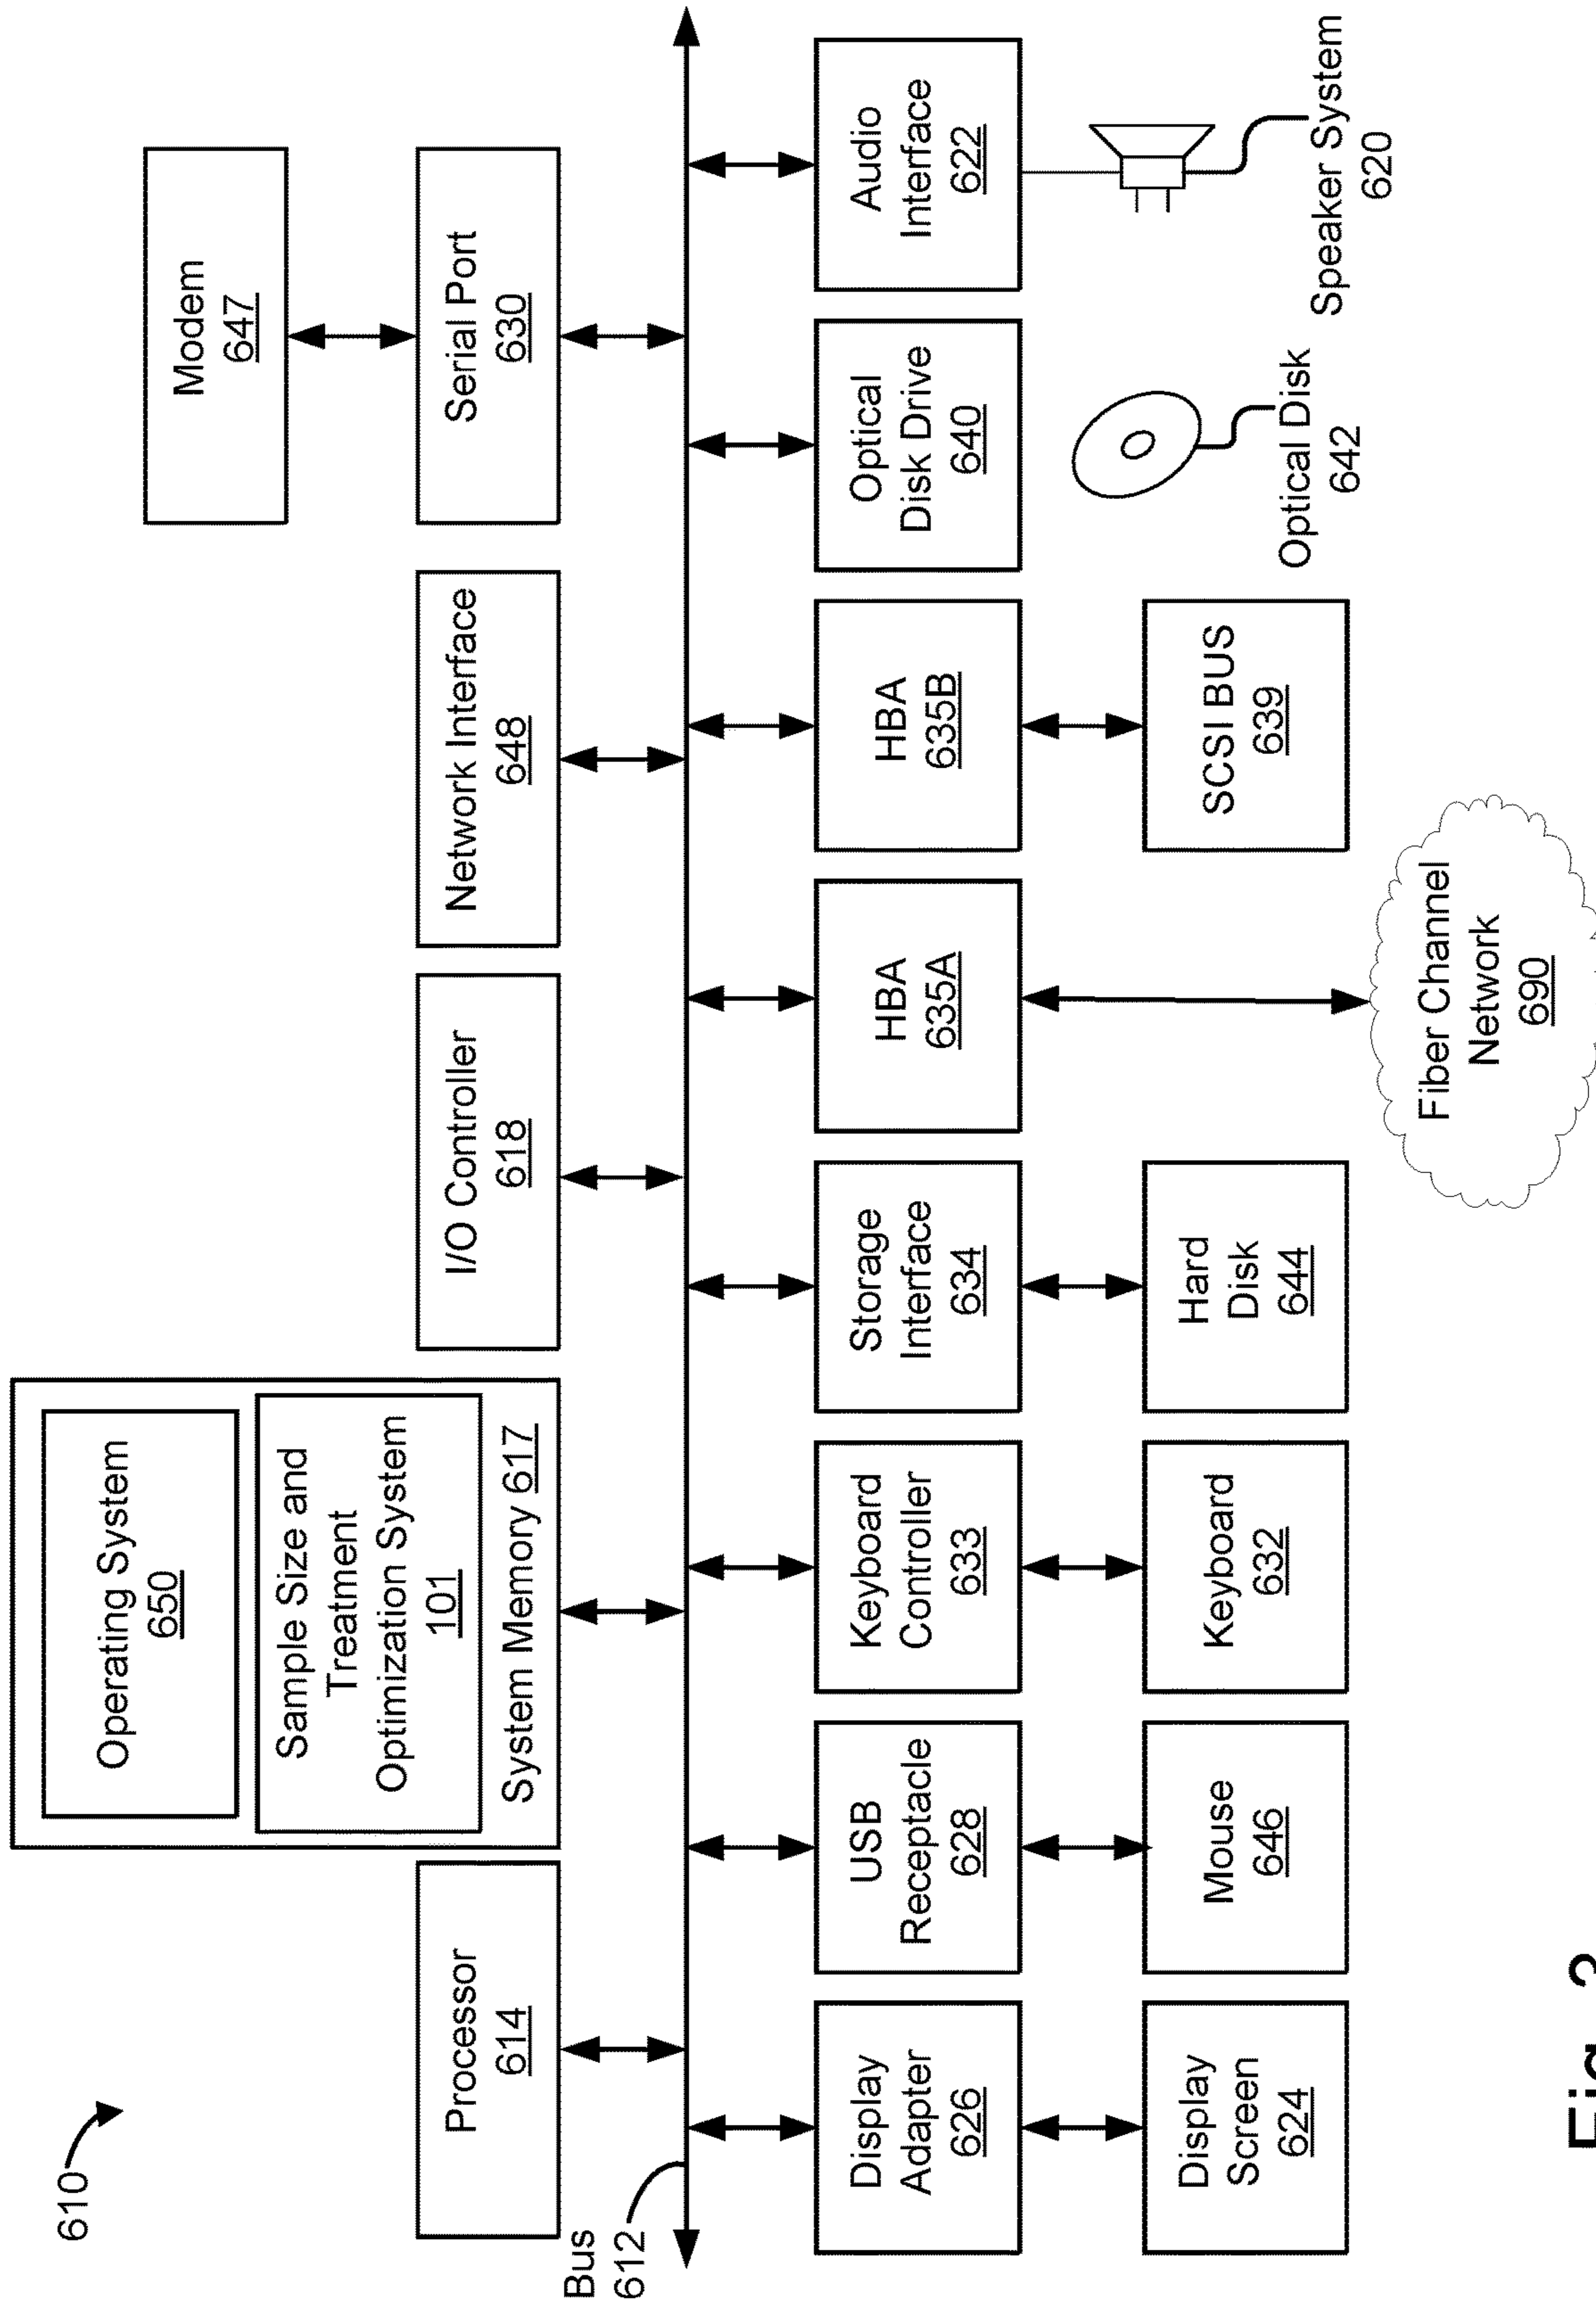 610
Processor
614
Operating System
650
Sample Size and
Treatment
Optimization System
101
System Memory 617
I/O Controller
618
Network Interface
648
Modem
647
Serial Port
630
Bus
612
Display
Adapter
626
USB
Receptacle
628
Keyboard
Controller
633
Storage
Interface
634
HBA
635A
HBA
635B
Optical
Disk Drive
640
Audio
Interface
622
Display
Screen
624
Mouse
646
Keyboard
632
Hard
Disk
644
Fiber Channel
Network
690
SCSI BUS
639
Optical Disk
642
Speaker System
620
Fig.